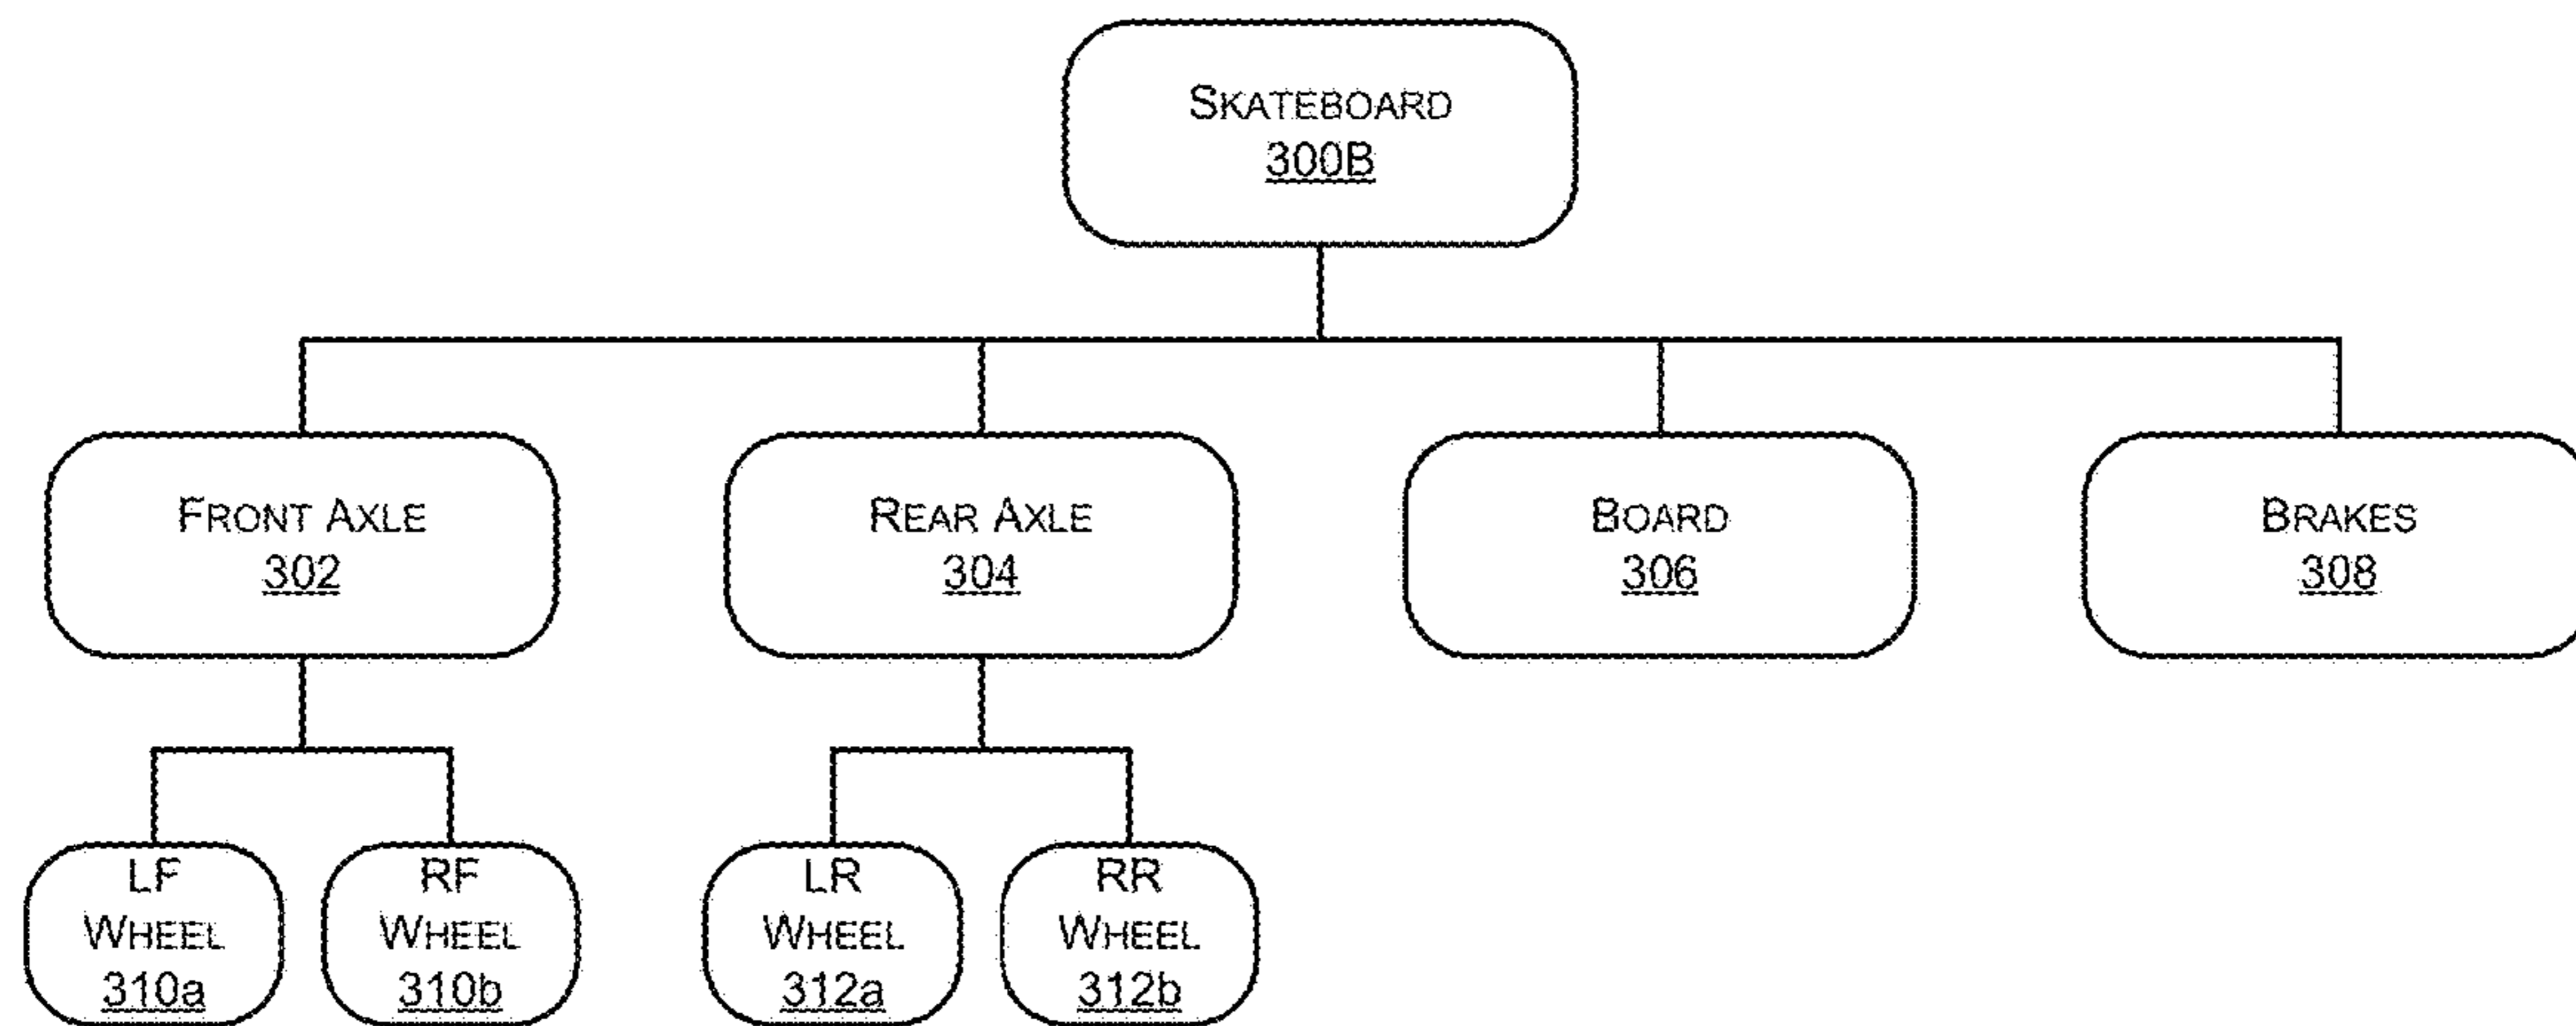 SKATEBOARD
300B
FRONT AXLE
302
REAR AXLE
304
BOARD
306
BRAKES
308
LF
WHEEL
310a
RF
WHEEL
310b
LR
WHEEL
312a
RR
WHEEL
312b